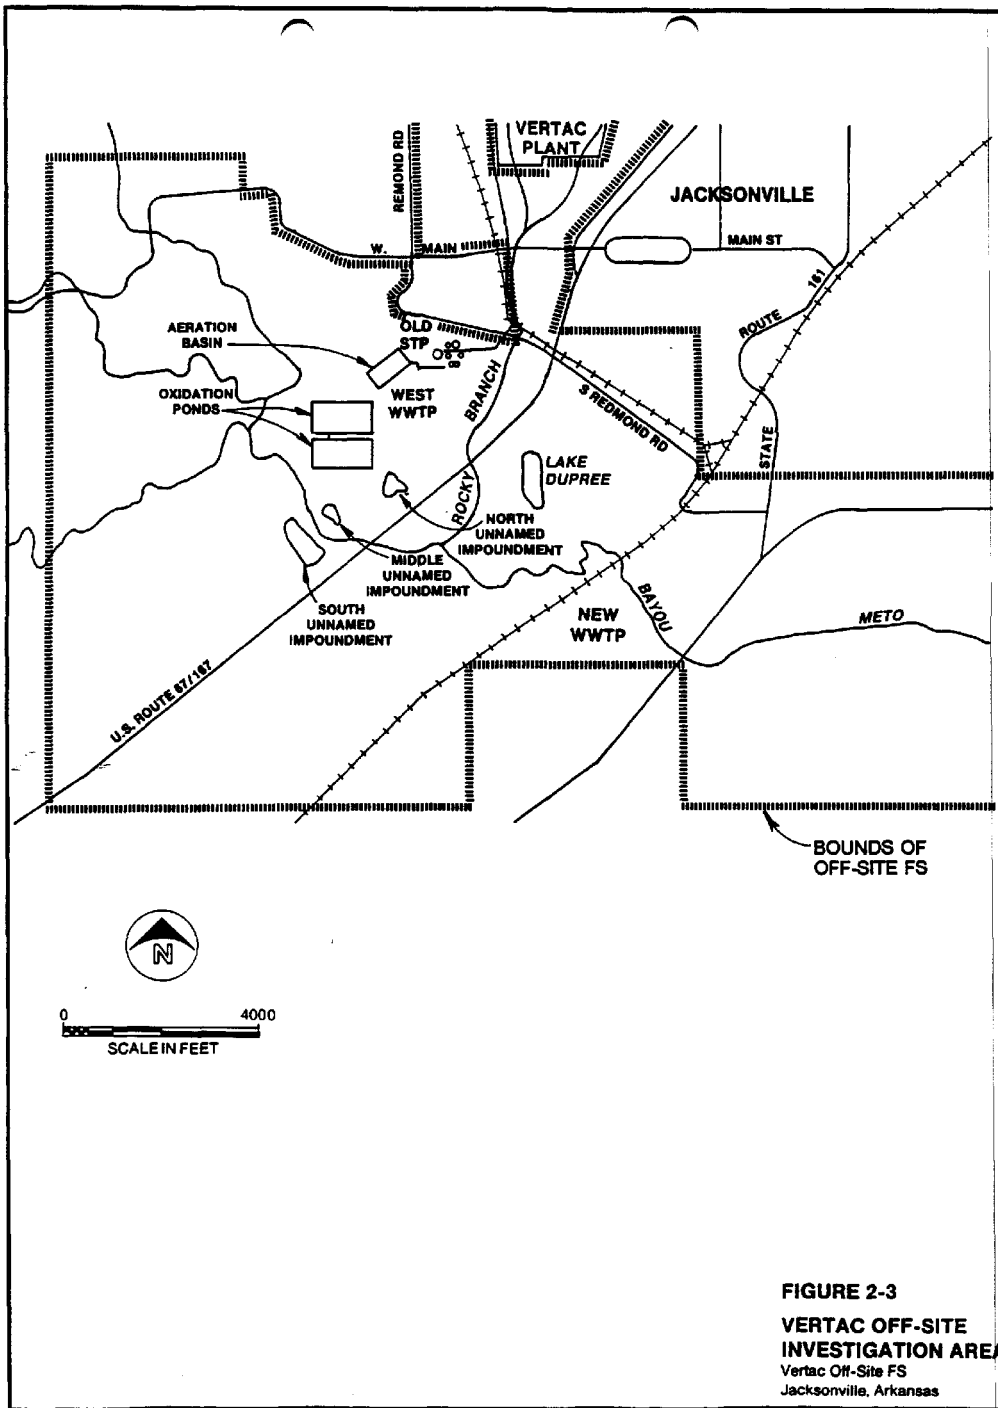 VERTAC
PLANT
REMOND RD
JACKSONVILLE
W. MAIN
MAIN ST
161
ROUTE
STATE
AERATION
BASIN
OLD
STP
OXIDATION
PONDS
WEST
WWTP
ROCKY BRANCH
S REDMOND RD
LAKE
DUPREE
NORTH
UNNAMED
IMPOUNDMENT
MIDDLE
UNNAMED
IMPOUNDMENT
SOUTH
UNNAMED
IMPOUNDMENT
NEW
WWTP
BAYOU METO
U.S. ROUTE 67/167
BOUNDS OF
OFF-SITE FS
N
0 4000
SCALE IN FEET
FIGURE 2-3
VERTAC OFF-SITE
INVESTIGATION AREA
Vertac Off-Site FS
Jacksonville, Arkansas